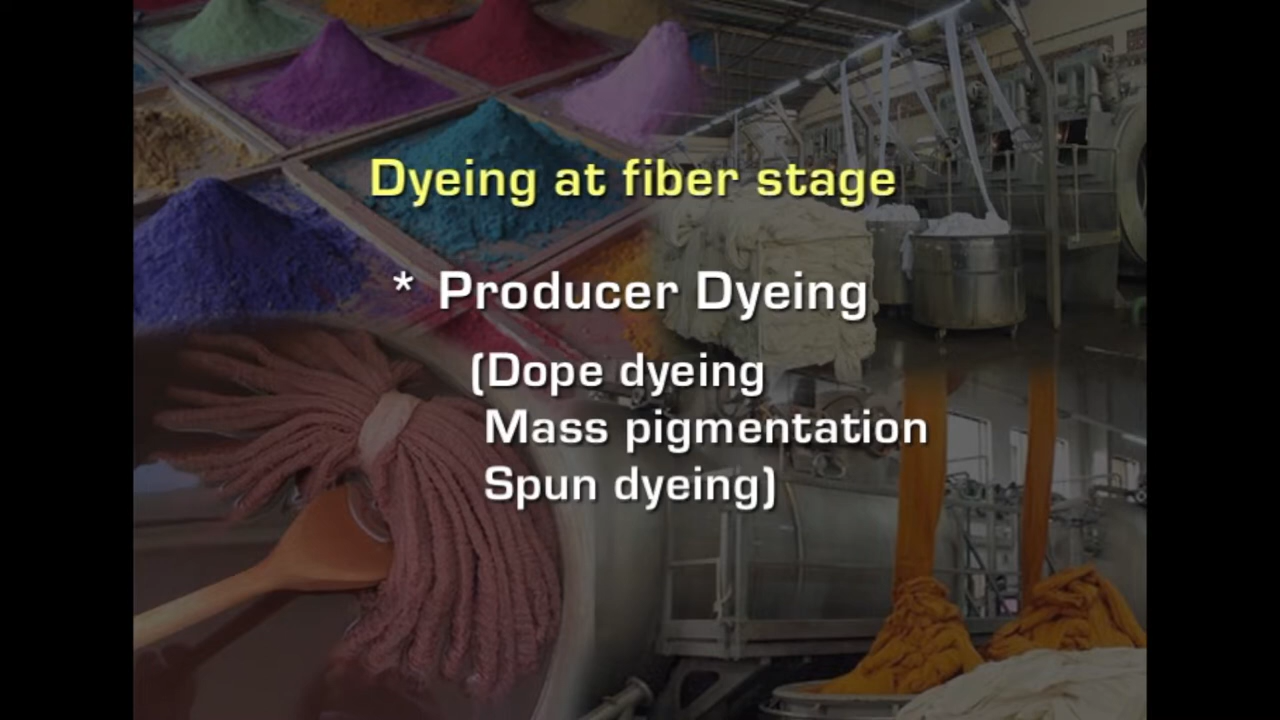 Dyeing at fiber stage
* Producer Dyeing
(Dope dyeing
Mass pigmentation
Spun dyeing)